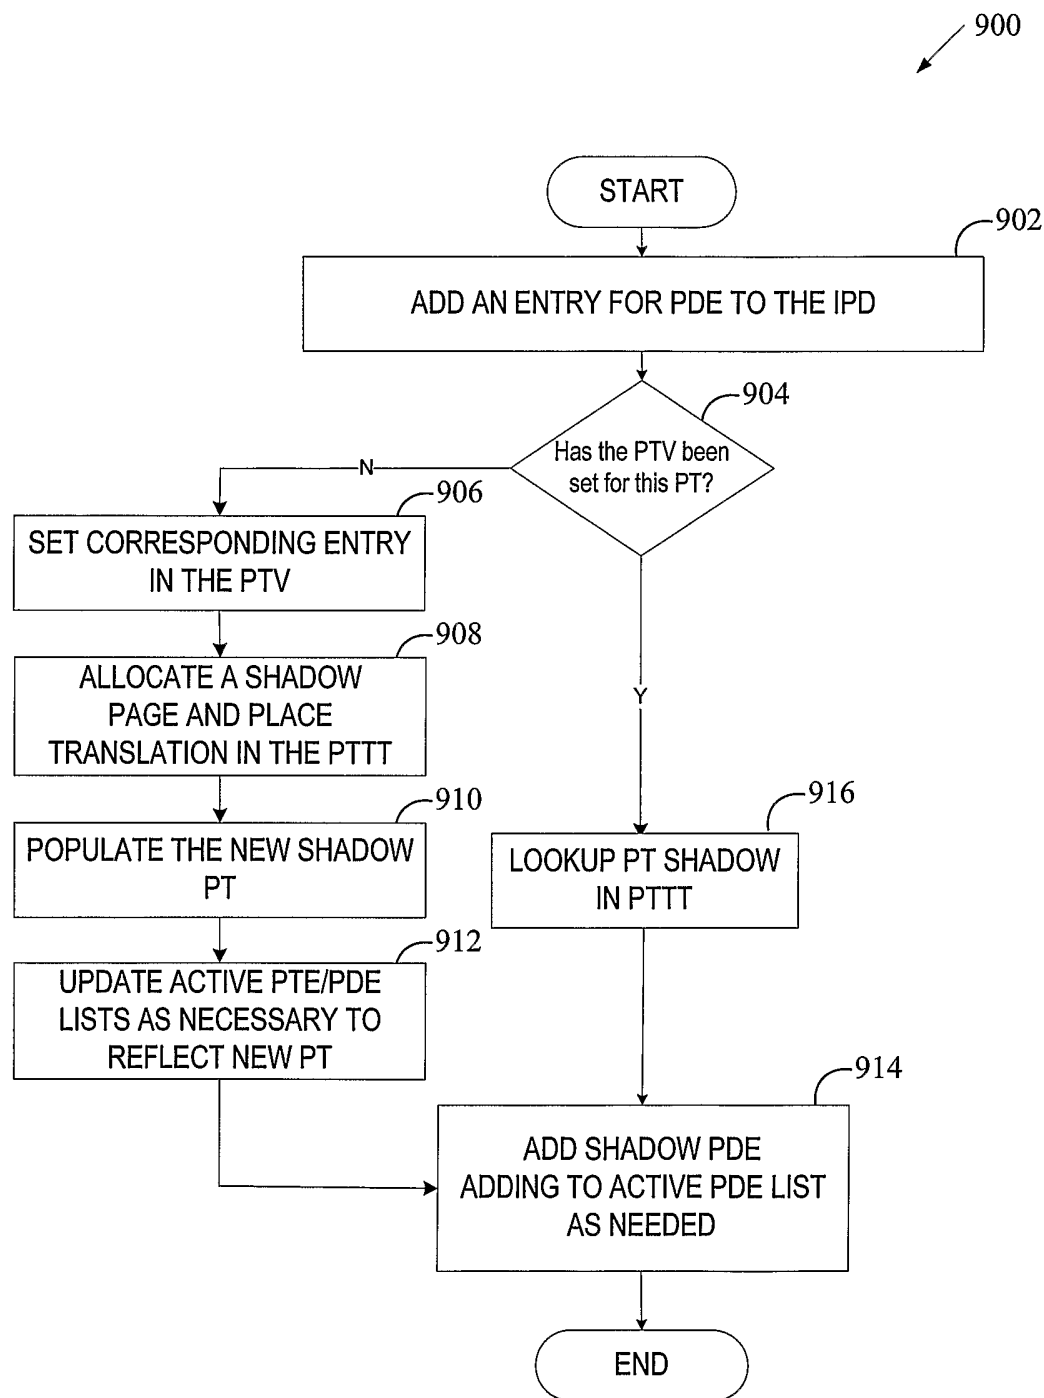 900
START
902
ADD AN ENTRY FOR PDE TO THE IPD
904
Has the PTV been
set for this PT?
N
906
SET CORRESPONDING ENTRY
IN THE PTV
908
ALLOCATE A SHADOW
PAGE AND PLACE
TRANSLATION IN THE PTTT
Y
910
POPULATE THE NEW SHADOW
PT
916
LOOKUP PT SHADOW
IN PTTT
912
UPDATE ACTIVE PTE/PDE
LISTS AS NECESSARY TO
REFLECT NEW PT
914
ADD SHADOW PDE
ADDING TO ACTIVE PDE LIST
AS NEEDED
END